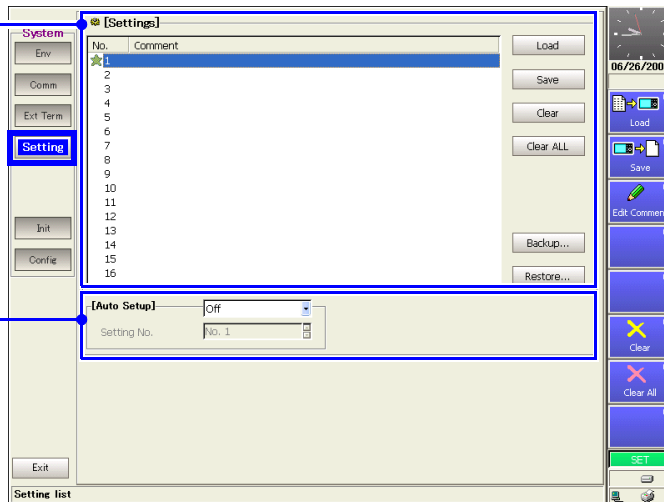 System
Env
Comm
Ext Term
Setting
Init
Config
Exit
[Settings]
No. Comment
1
2
3
4
5
6
7
8
9
10
11
12
13
14
15
16
Load
Save
Clear
Clear ALL
Backup...
Restore...
[Auto Setup] Off
Setting No. No. 1
Setting list
06/26/200
Load
Save
Edit Commen
Clear
Clear All
SET